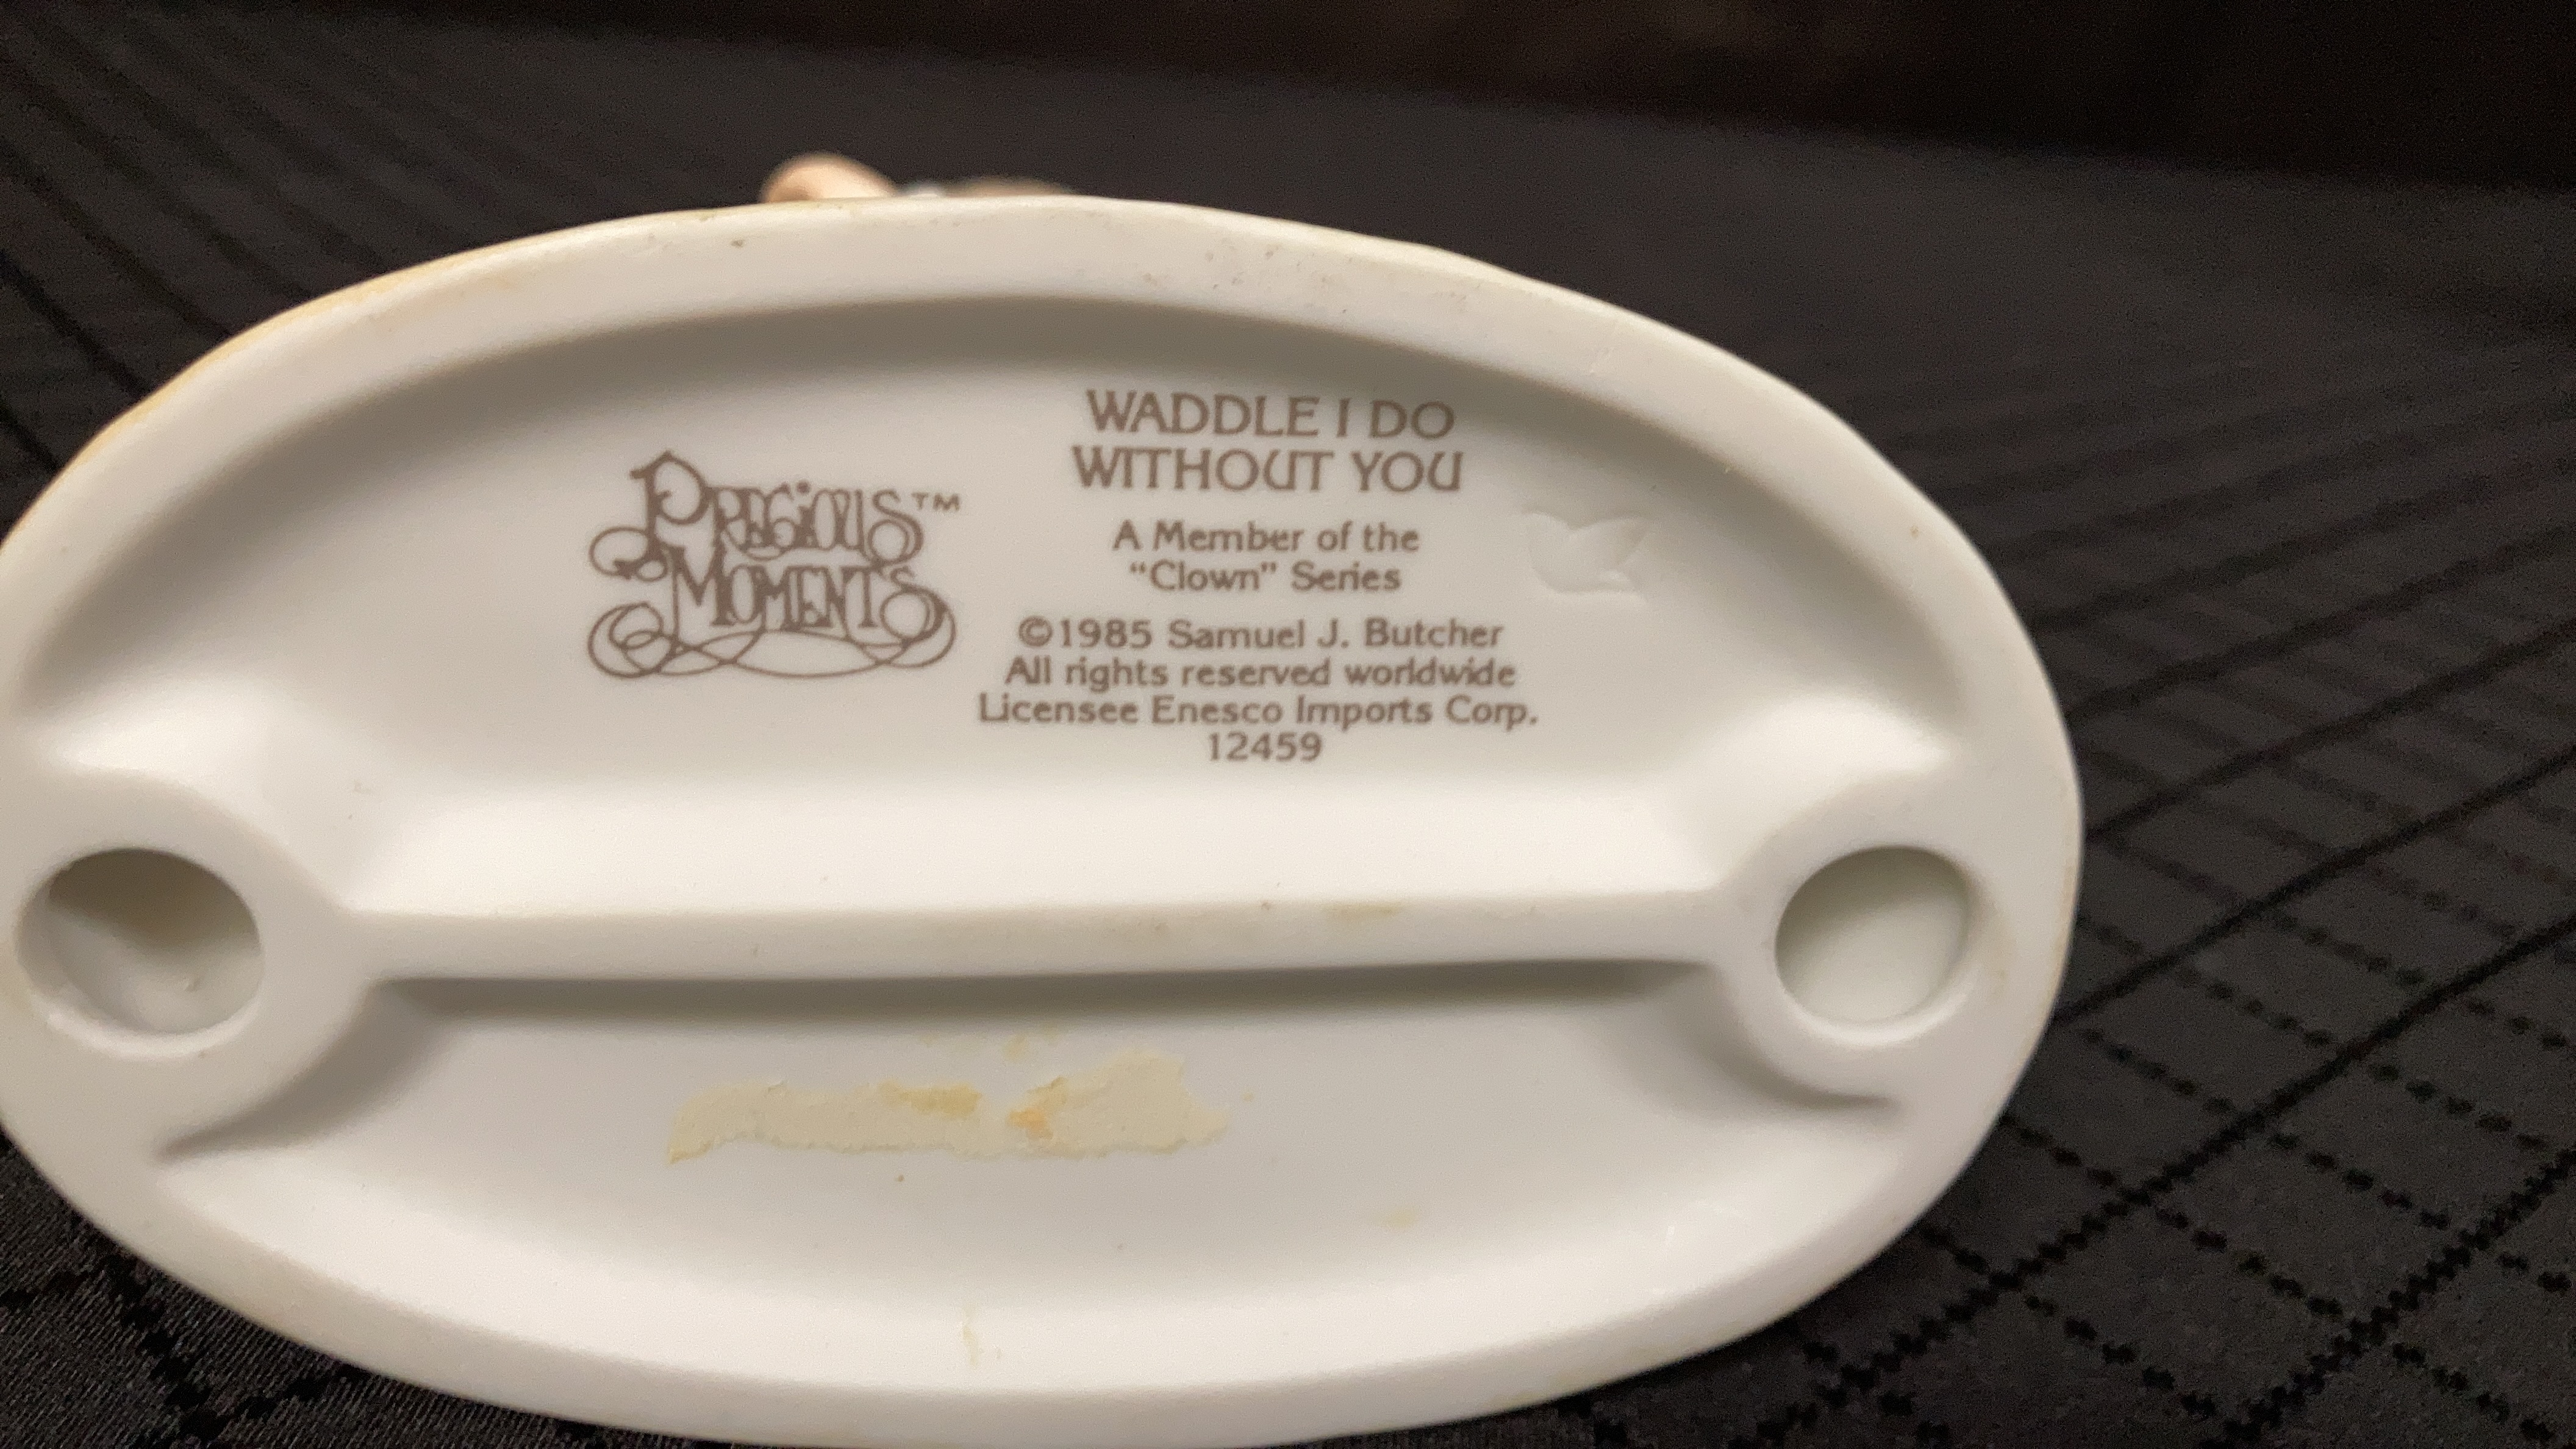 PRECIOUS™
MOMENTS
WADDLE I DO
WITHOUT YOU
A Member of the
"Clown" Series
©1985 Samuel J. Butcher
All rights reserved worldwide
Licensee Enesco Imports Corp.
12459